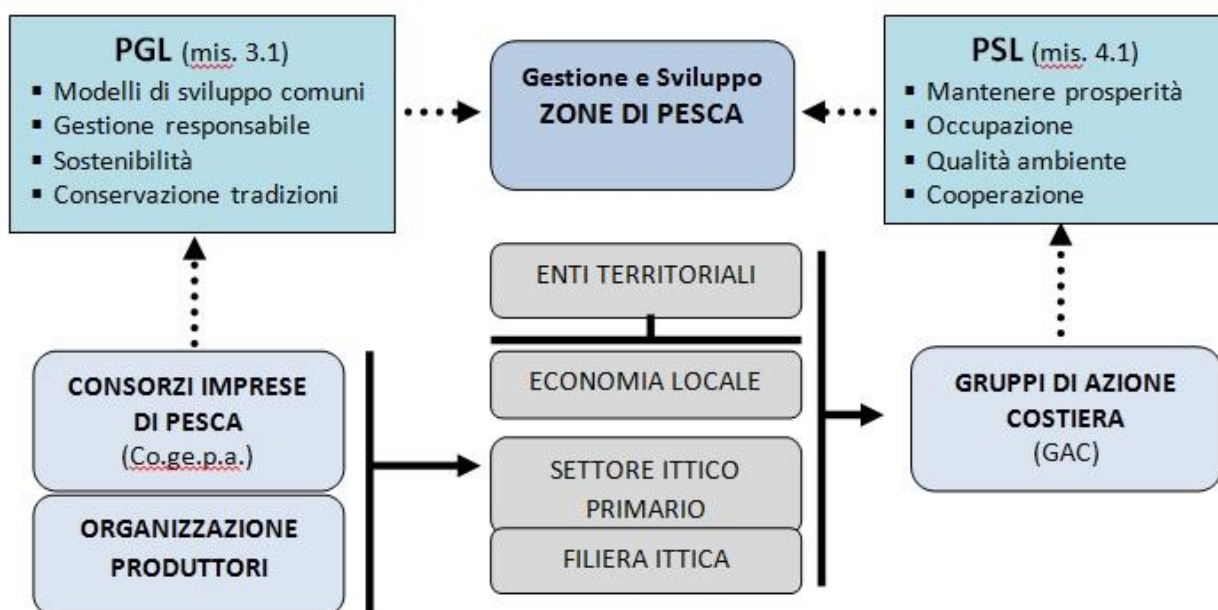 PGL (mis. 3.1)
▪ Modelli di sviluppo comuni
▪ Gestione responsabile
▪ Sostenibilità
▪ Conservazione tradizioni
Gestione e Sviluppo
ZONE DI PESCA
PSL (mis. 4.1)
▪ Mantenere prosperità
▪ Occupazione
▪ Qualità ambiente
▪ Cooperazione
CONSORZI IMPRESE
DI PESCA
(Co.ge.p.a.)
ORGANIZZAZIONE
PRODUTTORI
ENTI TERRITORIALI
ECONOMIA LOCALE
SETTORE ITTICO
PRIMARIO
FILIERA ITTICA
GRUPPI DI AZIONE
COSTIERA
(GAC)